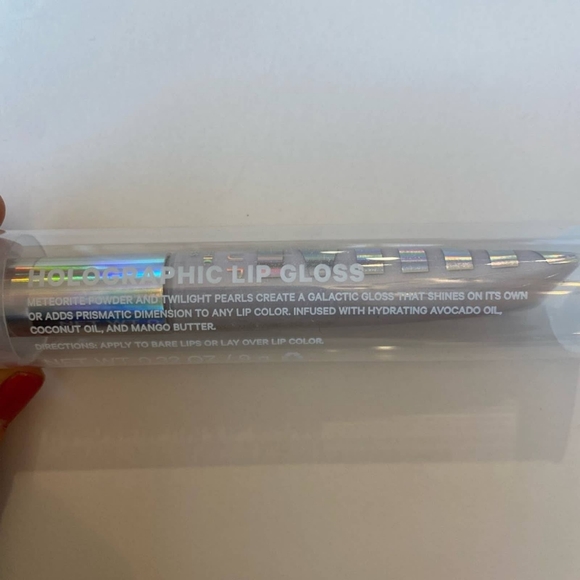 HOLOGRAPHIC LIP GLOSS
METEORITE POWDER AND TWILIGHT PEARLS CREATE A GALACTIC GLOSS THAT SHINES ON ITS OWN
OR ADDS PRISMATIC DIMENSION TO ANY LIP COLOR. INFUSED WITH HYDRATING AVOCADO OIL,
COCONUT OIL, AND MANGO BUTTER.
DIRECTIONS: APPLY TO BARE LIPS OR LAY OVER LIP COLOR.